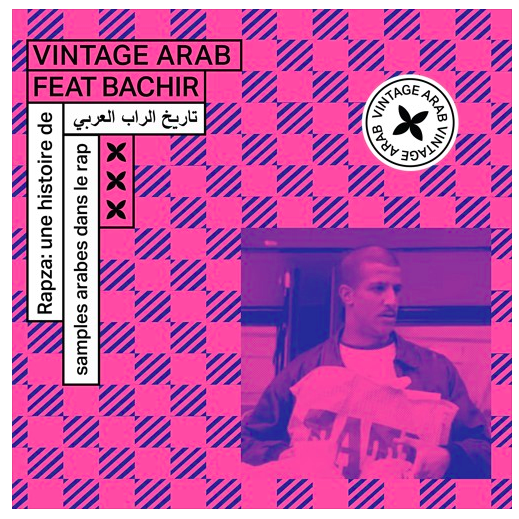 VINTAGE ARAB
FEAT BACHIR
تاريخ الراب العربي
Rapza: une histoire de
samples arabes dans le rap
VINTAGE ARAB VINTAGE ARAB